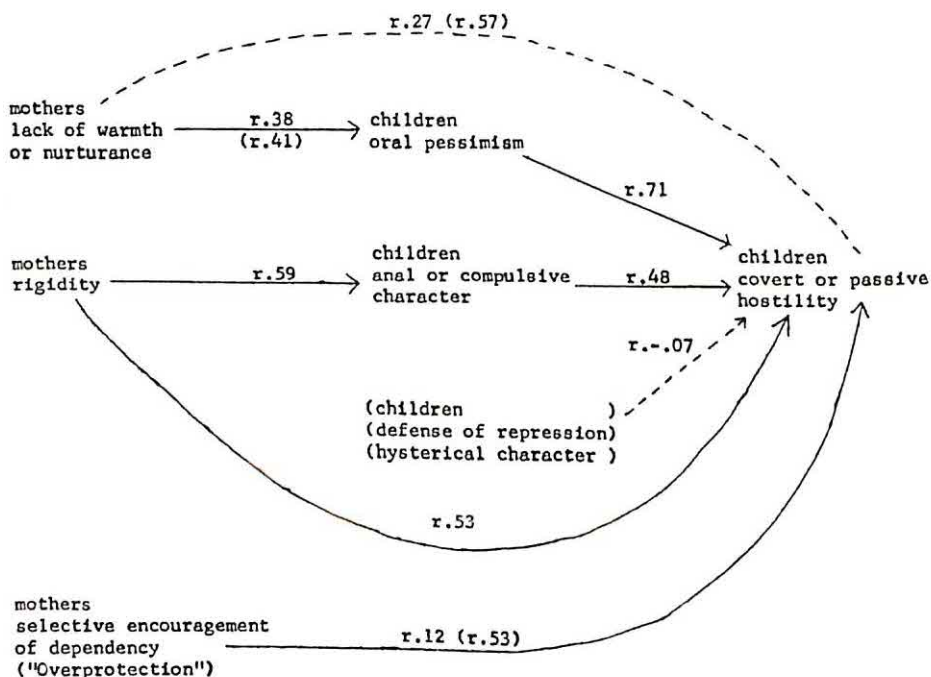 r.27 (r.57)
mothers
lack of warmth
or nurturance
r.38
(r.41)
children
oral pessimism
r.71
mothers
rigidity
r.59
children
anal or compulsive
character
r.48
children
covert or passive
hostility
r.-.07
(children )
(defense of repression)
(hysterical character )
r.53
mothers
selective encouragement
of dependency
("Overprotection")
r.12 (r.53)